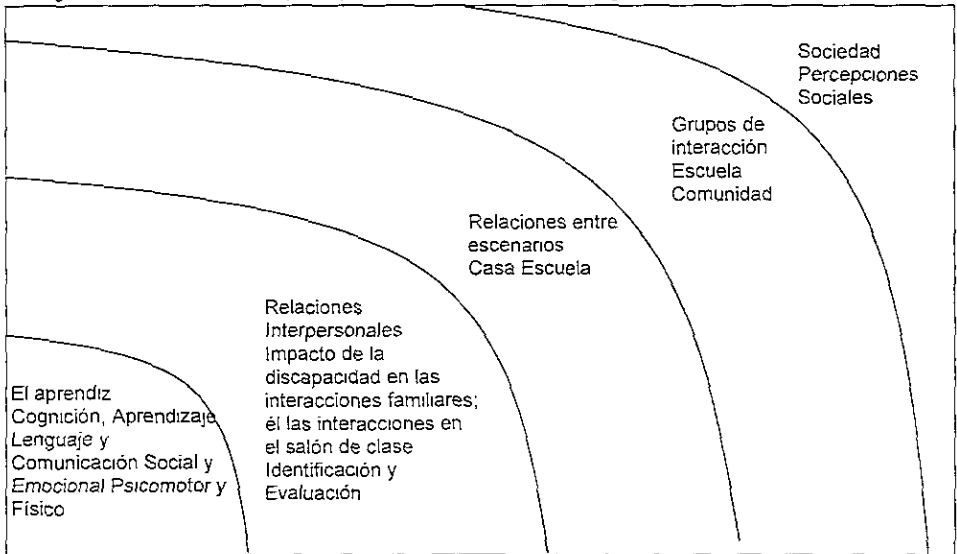 Sociedad
Percepciones
Sociales
Grupos de
interacción
Escuela
Comunidad
Relaciones entre
escenarios
Casa Escuela
Relaciones
Interpersonales
Impacto de la
discapacidad en las
interacciones familiares;
él las interacciones en
el salón de clase
Identificación y
Evaluación
El aprendiz
Cognición, Aprendizaje
Lenguaje y
Comunicación Social y
Emocional Psicomotor y
Físico